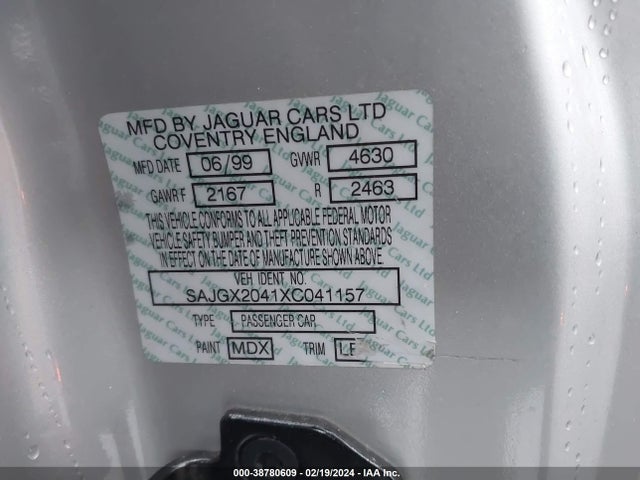 MFD BY JAGUAR CARS LTD
COVENTRY ENGLAND
MFD DATE 06/99 GVWR 4630
GAWR F 2167 R 2463
THIS VEHICLE CONFORMS TO ALL APPLICABLE FEDERAL MOTOR
VEHICLE SAFETY BUMPER AND THEFT PREVENTION STANDARDS
IN EFFECT ON THE DATE OF MANUFACTURE SHOWN ABOVE.
VEH. IDENT NO.
SAJGX2041XC041157
TYPE PASSENGER CAR
PAINT MDX TRIM
000-38780609 - 02/19/2024 - IAA Inc.